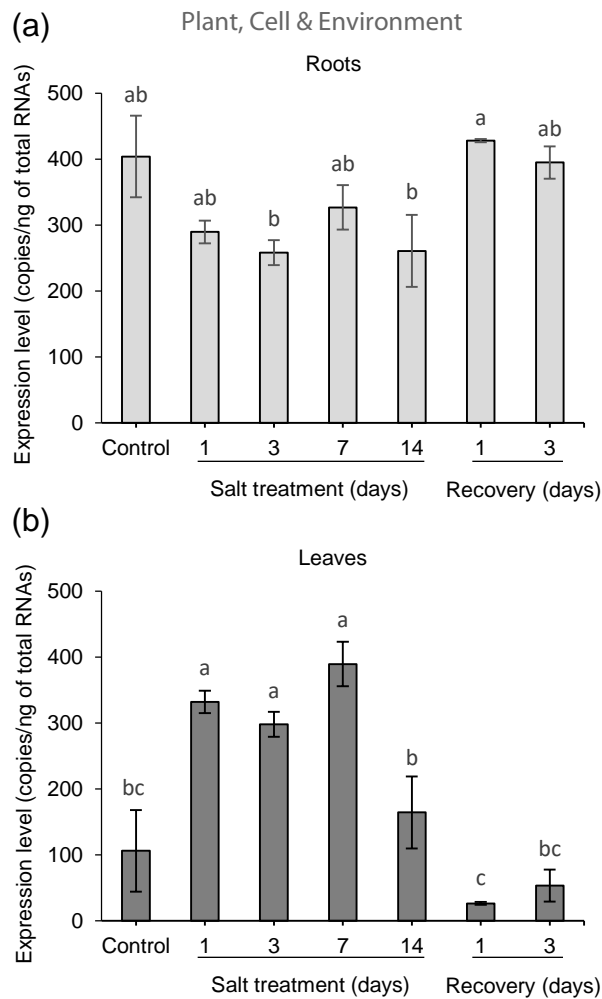 (a)
Plant, Cell & Environment
Roots
Expression level (copies/ng of total RNAs)
500
400
300
200
100
0
ab
ab
b
ab
b
a
ab
Control 1 3 7 14 1 3
Salt treatment (days) Recovery (days)
(b)
Leaves
Expression level (copies/ng of total RNAs)
500
400
300
200
100
0
bc
a
a
a
b
c
bc
Control 1 3 7 14 1 3
Salt treatment (days) Recovery (days)